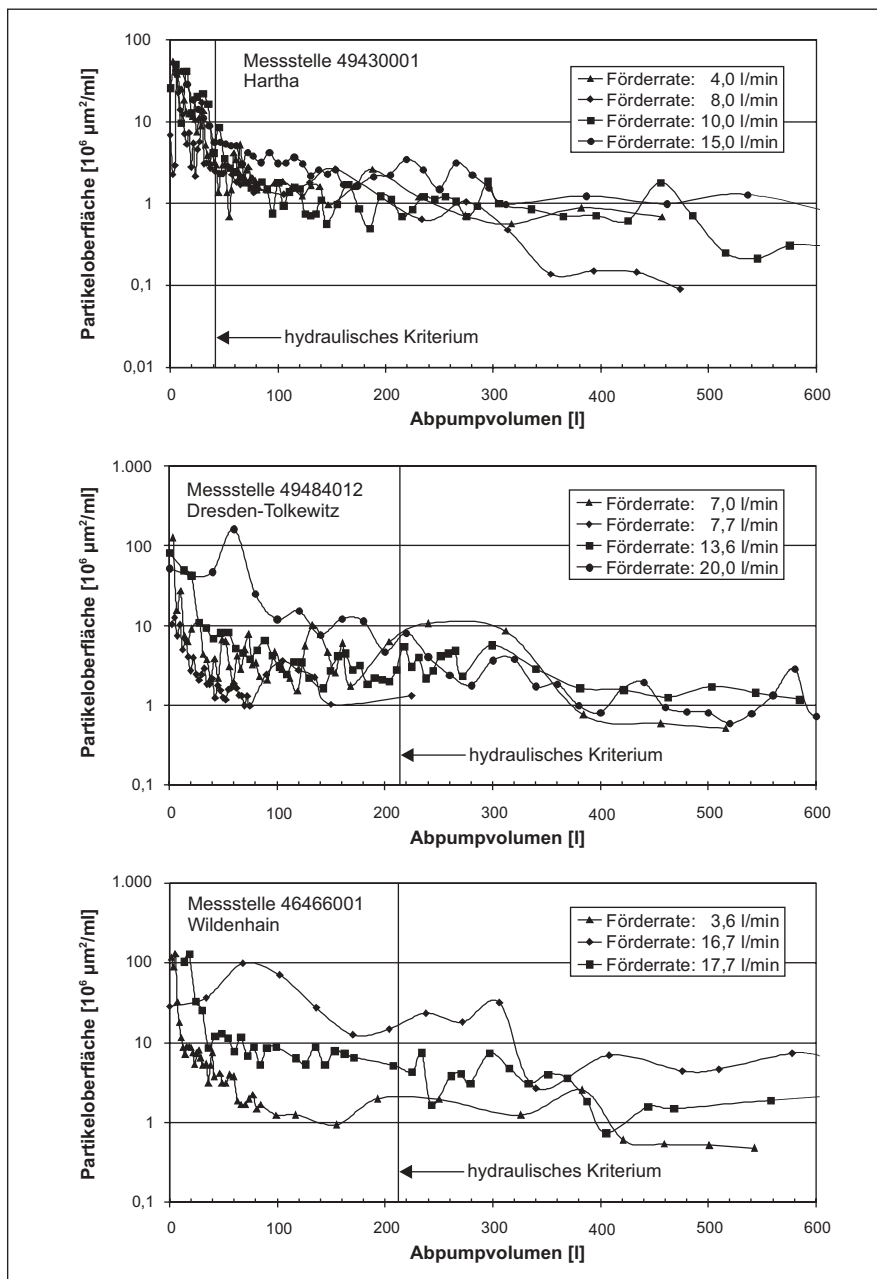 Partikeloberfläche [10⁶ µm²/ml]
100
10
1
0,1
0,01
Messstelle 49430001
Hartha
Förderrate: 4,0 l/min
Förderrate: 8,0 l/min
Förderrate: 10,0 l/min
Förderrate: 15,0 l/min
hydraulisches Kriterium
0 100 200 300 400 500 600
Abpumpvolumen [l]
Partikeloberfläche [10⁶ µm²/ml]
1.000
100
10
1
0,1
Messstelle 49484012
Dresden-Tolkewitz
Förderrate: 7,0 l/min
Förderrate: 7,7 l/min
Förderrate: 13,6 l/min
Förderrate: 20,0 l/min
hydraulisches Kriterium
0 100 200 300 400 500 600
Abpumpvolumen [l]
Partikeloberfläche [10⁶ µm²/ml]
1.000
100
10
1
0,1
Messstelle 46466001
Wildenhain
Förderrate: 3,6 l/min
Förderrate: 16,7 l/min
Förderrate: 17,7 l/min
hydraulisches Kriterium
0 100 200 300 400 500 600
Abpumpvolumen [l]